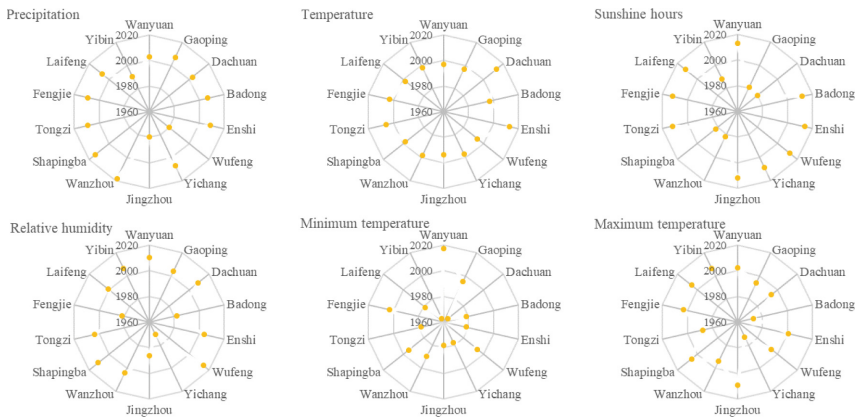 Precipitation
Wanyuan
Gaoping
Dachuan
Badong
Enshi
Wufeng
Yichang
Jingzhou
Wanzhou
Shapingba
Tongzi
Fengjie
Laifeng
Yibin
2020
2000
1980
1960
Temperature
Wanyuan
Gaoping
Dachuan
Badong
Enshi
Wufeng
Yichang
Jingzhou
Wanzhou
Shapingba
Tongzi
Fengjie
Laifeng
Yibin
2020
2000
1980
1960
Sunshine hours
Wanyuan
Gaoping
Dachuan
Badong
Enshi
Wufeng
Yichang
Jingzhou
Wanzhou
Shapingba
Tongzi
Fengjie
Laifeng
Yibin
2020
2000
1980
1960
Relative humidity
Wanyuan
Gaoping
Dachuan
Badong
Enshi
Wufeng
Yichang
Jingzhou
Wanzhou
Shapingba
Tongzi
Fengjie
Laifeng
Yibin
2020
2000
1980
1960
Minimum temperature
Wanyuan
Gaoping
Dachuan
Badong
Enshi
Wufeng
Yichang
Jingzhou
Wanzhou
Shapingba
Tongzi
Fengjie
Laifeng
Yibin
2020
2000
1980
1960
Maximum temperature
Wanyuan
Gaoping
Dachuan
Badong
Enshi
Wufeng
Yichang
Jingzhou
Wanzhou
Shapingba
Tongzi
Fengjie
Laifeng
Yibin
2020
2000
1980
1960